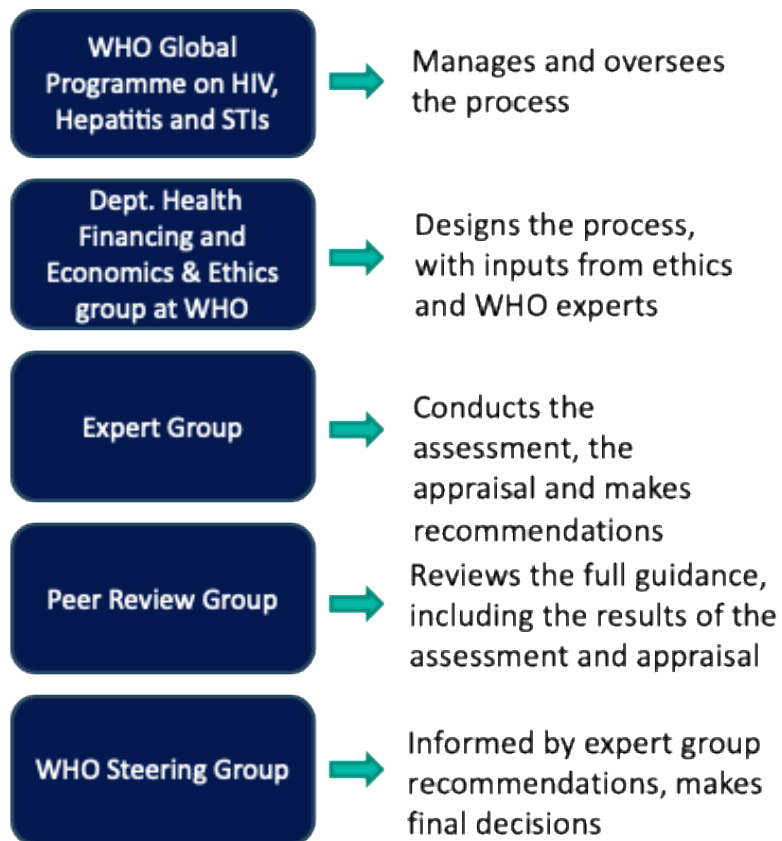 WHO Global
Programme on HIV,
Hepatitis and STIs
Manages and oversees
the process
Dept. Health
Financing and
Economics & Ethics
group at WHO
Designs the process,
with inputs from ethics
and WHO experts
Expert Group
Conducts the
assessment, the
appraisal and makes
recommendations
Peer Review Group
Reviews the full guidance,
including the results of the
assessment and appraisal
WHO Steering Group
Informed by expert group
recommendations, makes
final decisions